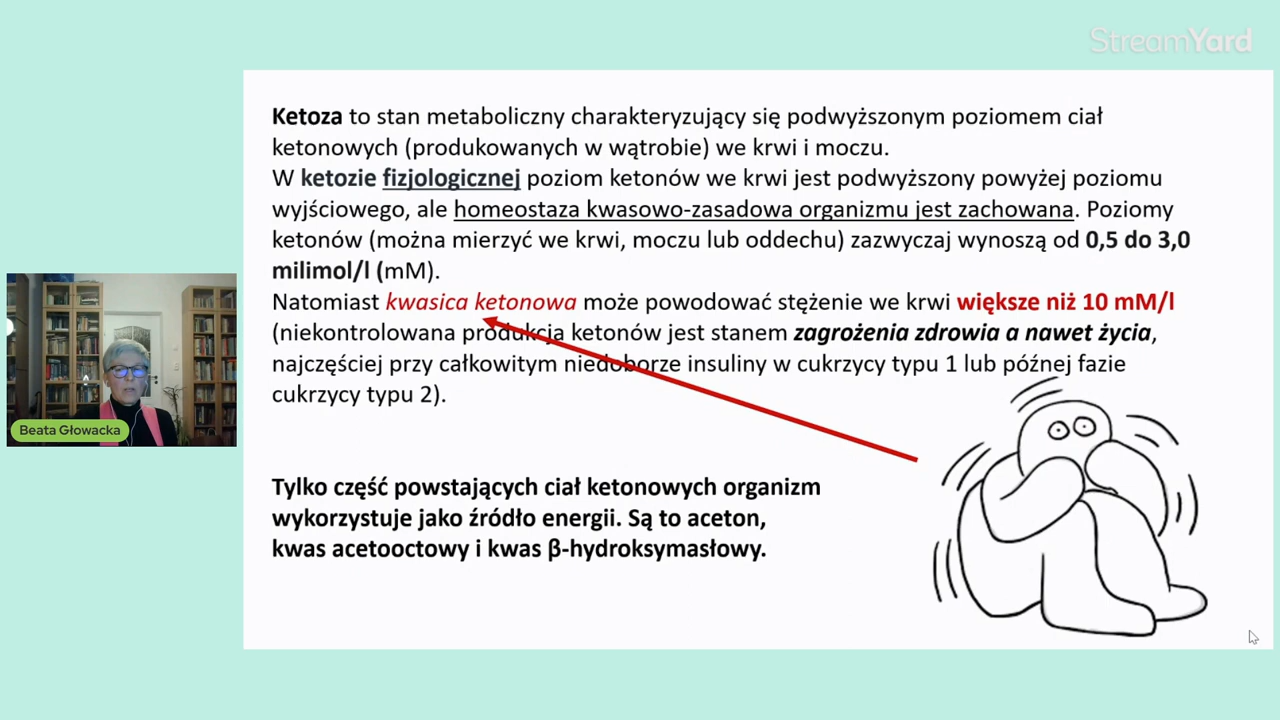 StreamYard
Ketoza to stan metaboliczny charakteryzujący się podwyższonym poziomem ciał
ketonowych (produkowanych w wątrobie) we krwi i moczu.
W ketozie fizjologicznej poziom ketonów we krwi jest podwyższony powyżej poziomu
wyjściowego, ale homeostaza kwasowo-zasadowa organizmu jest zachowana. Poziomy
ketonów (można mierzyć we krwi, moczu lub oddechu) zazwyczaj wynoszą od 0,5 do 3,0
milimol/l (mM).
Natomiast kwasica ketonowa może powodować stężenie we krwi większe niż 10 mM/l
(niekontrolowana produkcja ketonów jest stanem zagrożenia zdrowia a nawet życia,
najczęściej przy całkowitym niedoborze insuliny w cukrzycy typu 1 lub późnej fazie
cukrzycy typu 2).
Tylko część powstających ciał ketonowych organizm
wykorzystuje jako źródło energii. Są to aceton,
kwas acetooctowy i kwas β-hydroksymasłowy.
Beata Głowacka